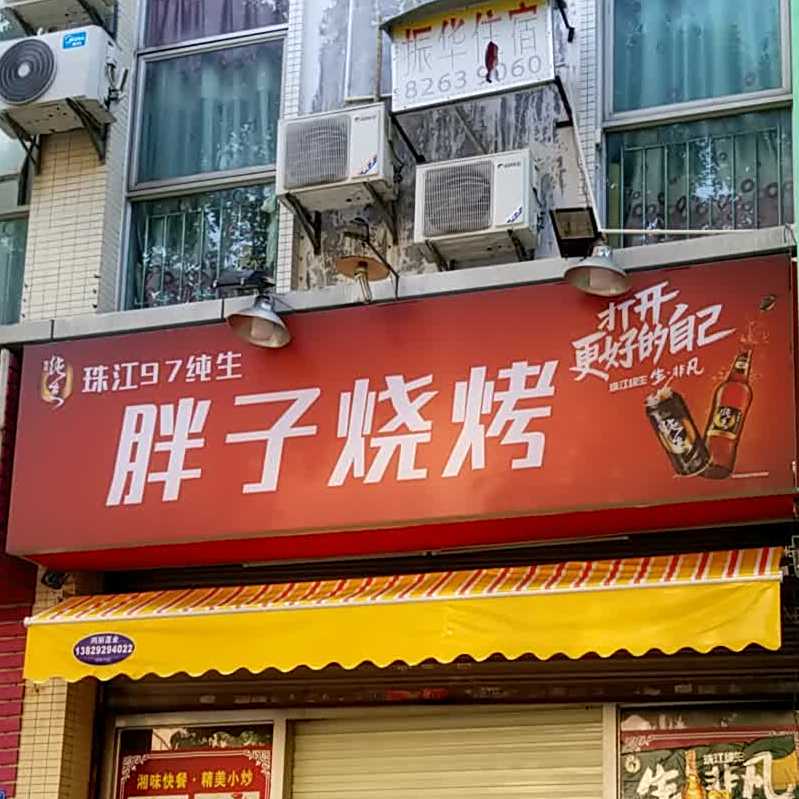 振华住宿
珠江97纯生
胖子烧烤
打开
更好的自己
珠江纯生 生·非凡
13829294022
湘味快餐·精美小炒
珠江纯生
生·非凡